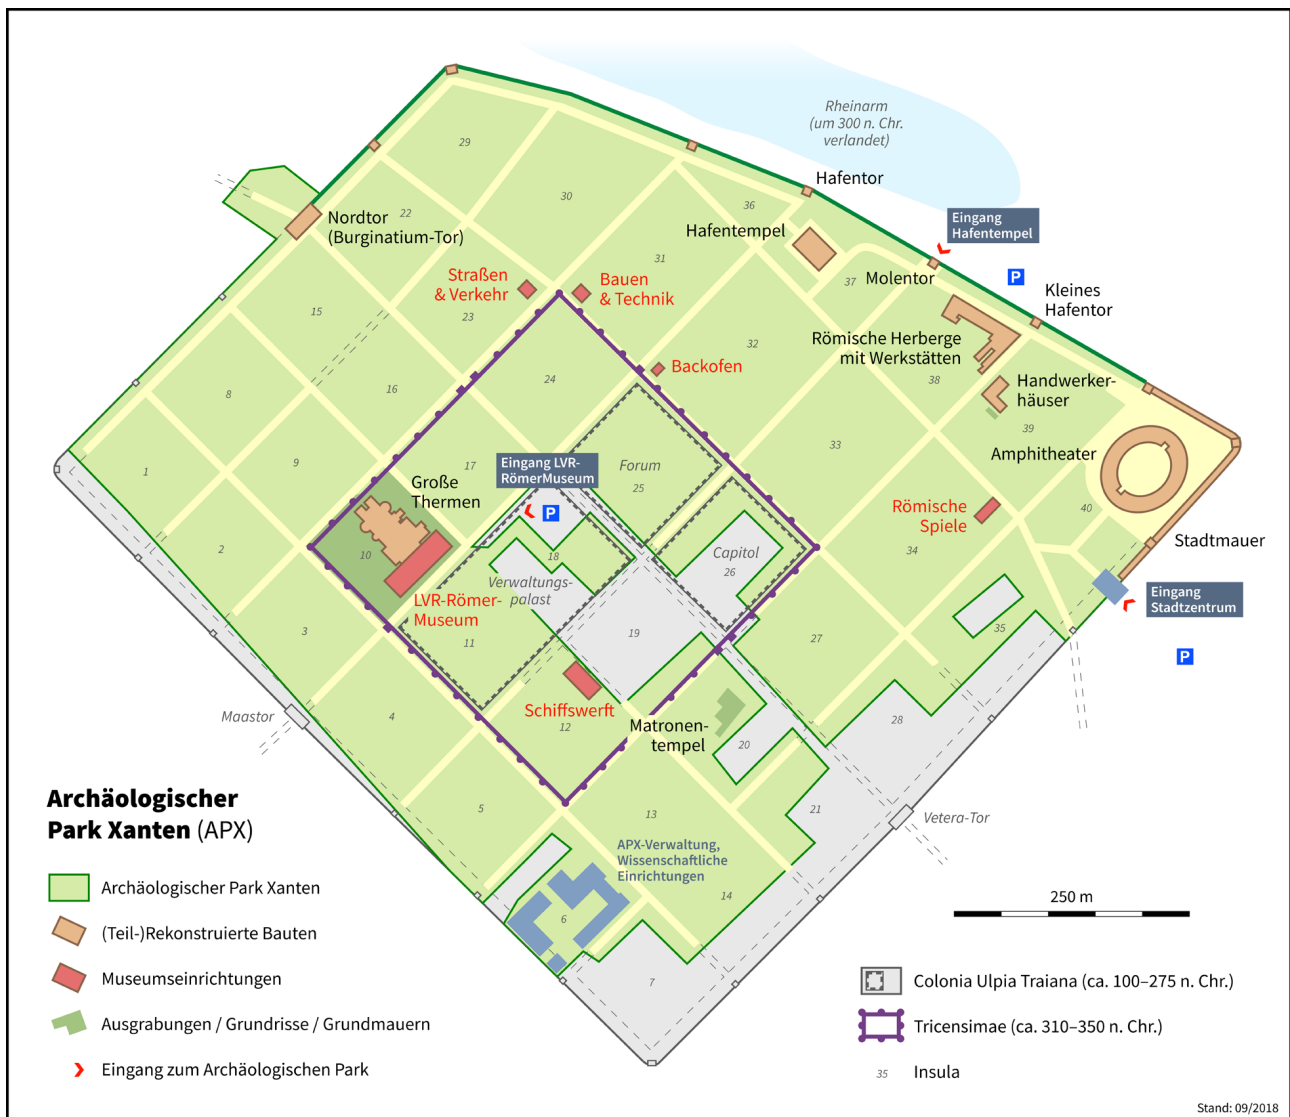 Rheinarm
(um 300 n. Chr.
verlandet)
29
Hafentor
30
36
Eingang
Hafentempel
Nordtor
(Burginatium-Tor)
22
Hafentempel
31
37
Molentor
P
Straßen
& Verkehr
Bauen
& Technik
Kleines
Hafentor
15
23
32
Römische Herberge
mit Werkstätten
Backofen
8
16
24
38
Handwerker-
häuser
39
33
Amphitheater
1
9
17
Eingang LVR-
RömerMuseum
Forum
25
Große
Thermen
P
Römische
Spiele
40
Stadtmauer
2
10
18
Capitol
26
34
Verwaltungs-
palast
Eingang
Stadtzentrum
LVR-Römer-
Museum
3
11
19
27
35
P
Schiffswerft
Maastor
4
12
Matronen-
tempel
20
28
5
13
21
Vetera-Tor
APX-Verwaltung,
Wissenschaftliche
Einrichtungen
14
6
7
Archäologischer
Park Xanten (APX)
Archäologischer Park Xanten
(Teil-)Rekonstruierte Bauten
Museumseinrichtungen
Ausgrabungen / Grundrisse / Grundmauern
Eingang zum Archäologischen Park
250 m
Colonia Ulpia Traiana (ca. 100–275 n. Chr.)
Tricensimae (ca. 310–350 n. Chr.)
35 Insula
Stand: 09/2018